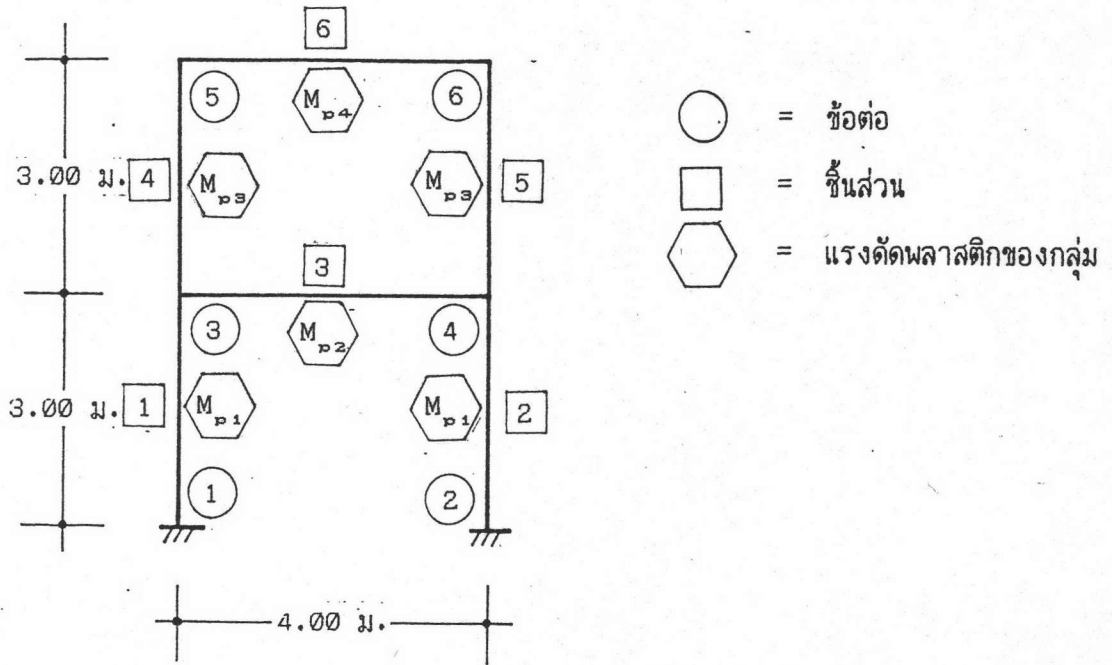 6
5
M p4
6
3.00 ม.
4
M p3
M p3
5
3
3
M p2
4
3.00 ม.
1
M p1
M p1
2
1
2
4.00 ม.
= ข้อต่อ
= ชิ้นส่วน
= แรงดัดพลาสติกของกลุ่ม